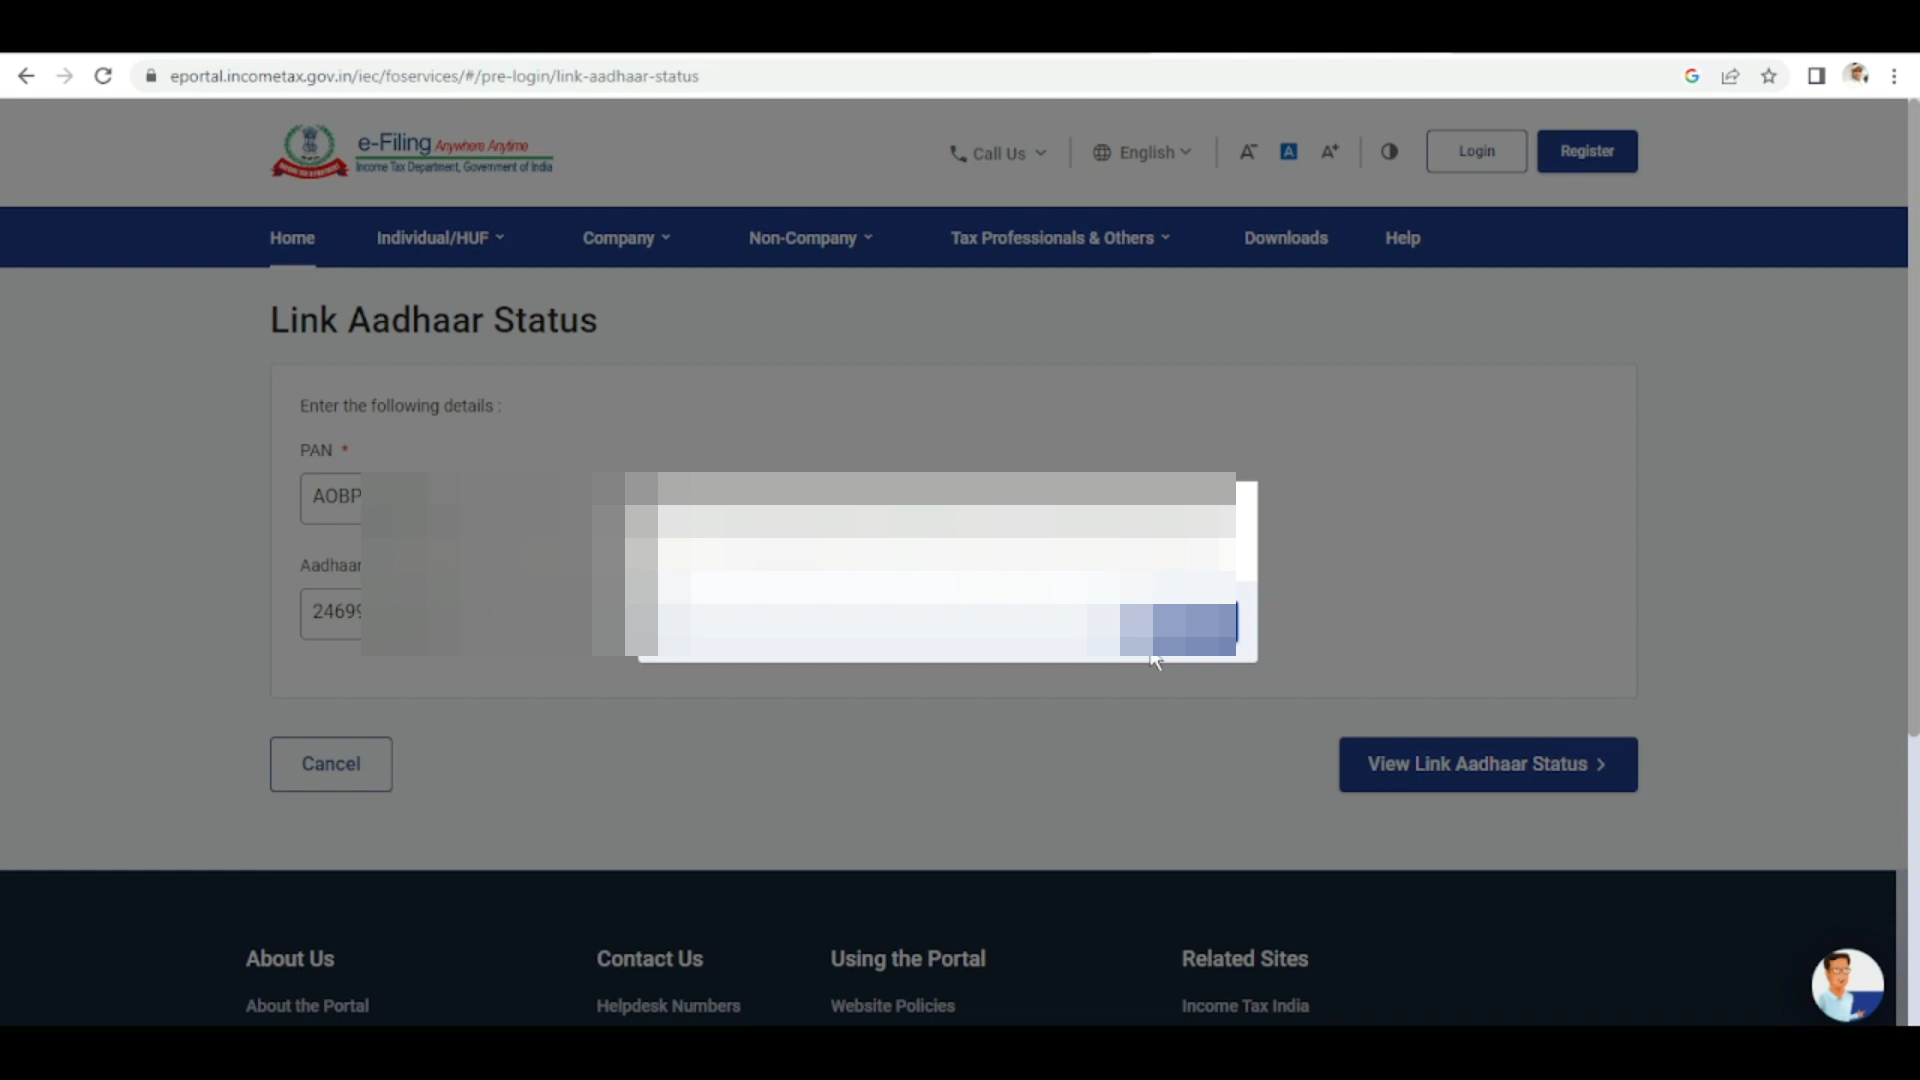 eportal.incometax.gov.in/iec/foservices/#/pre-login/link-aadhaar-status
e-Filing Anywhere Anytime
Income Tax Department, Government of India
Call Us
English
A-
A
A+
Login
Register
Home
Individual/HUF
Company
Non-Company
Tax Professionals & Others
Downloads
Help
Link Aadhaar Status
Enter the following details :
PAN *
AOBP
Aadhaar
2469
Cancel
View Link Aadhaar Status >
About Us
Contact Us
Using the Portal
Related Sites
About the Portal
Helpdesk Numbers
Website Policies
Income Tax India